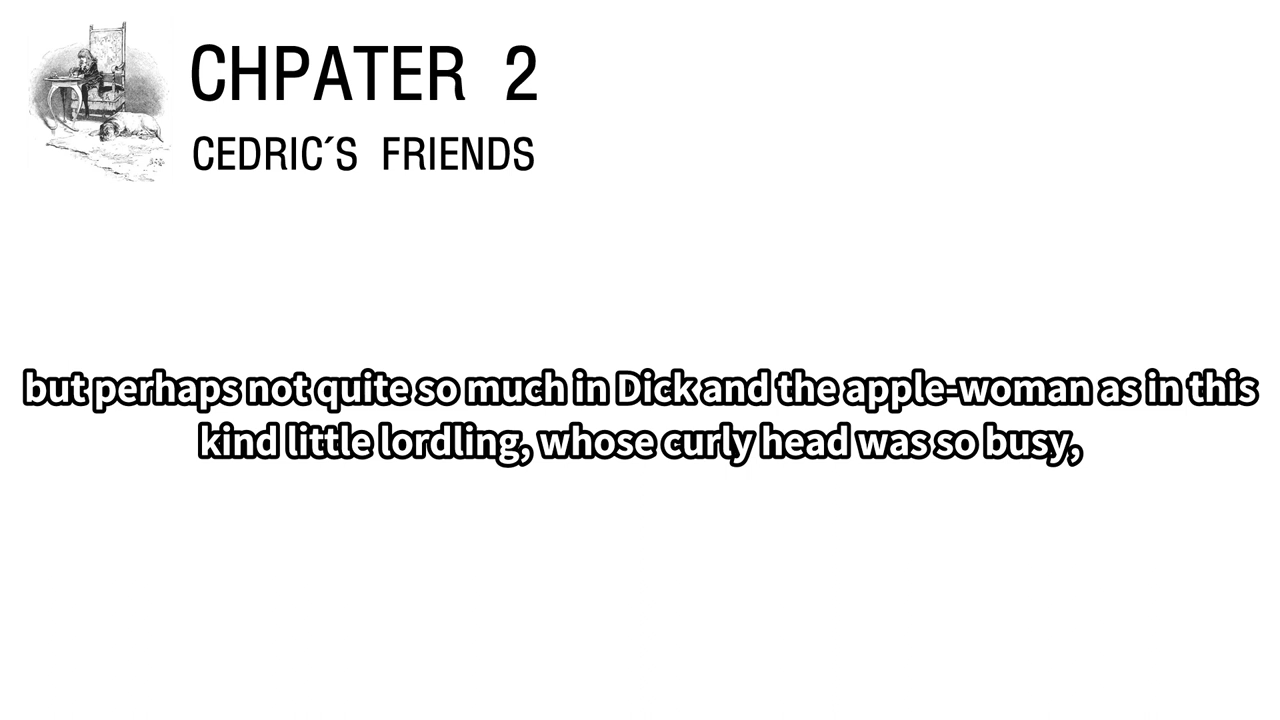 CHPATER 2
CEDRIC´S FRIENDS
but perhaps not quite so much in Dick and the apple-woman as in this
kind little lordling, whose curly head was so busy,